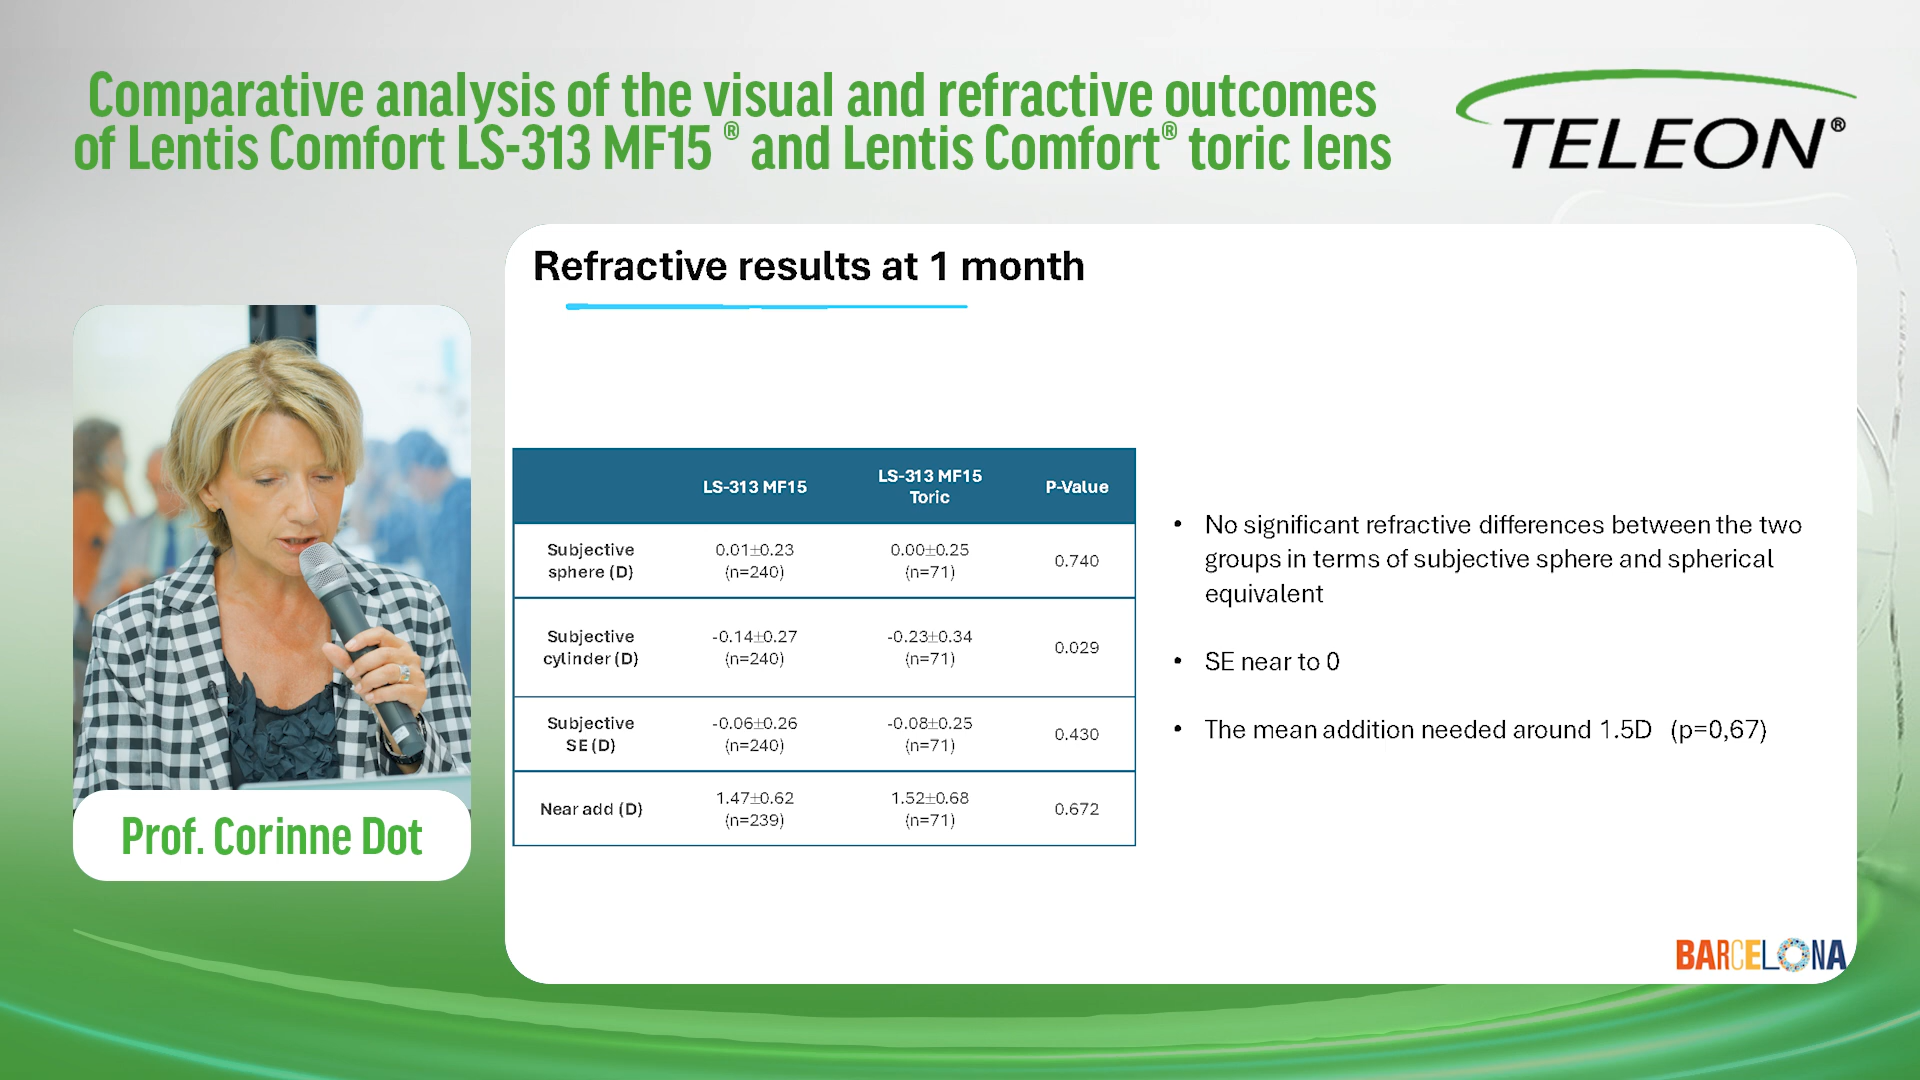 Comparative analysis of the visual and refractive outcomes
of Lentis Comfort LS-313 MF15 ® and Lentis Comfort® toric lens
TELEON®
Refractive results at 1 month
LS-313 MF15
LS-313 MF15
Toric
P-Value
Subjective
sphere (D)
0.01±0.23
(n=240)
0.00±0.25
(n=71)
0.740
Subjective
cylinder (D)
-0.14±0.27
(n=240)
-0.23±0.34
(n=71)
0.029
Subjective
SE (D)
-0.06±0.26
(n=240)
-0.08±0.25
(n=71)
0.430
Near add (D)
1.47±0.62
(n=239)
1.52±0.68
(n=71)
0.672
• No significant refractive differences between the two
groups in terms of subjective sphere and spherical
equivalent
• SE near to 0
• The mean addition needed around 1.5D (p=0,67)
Prof. Corinne Dot
BARCELONA